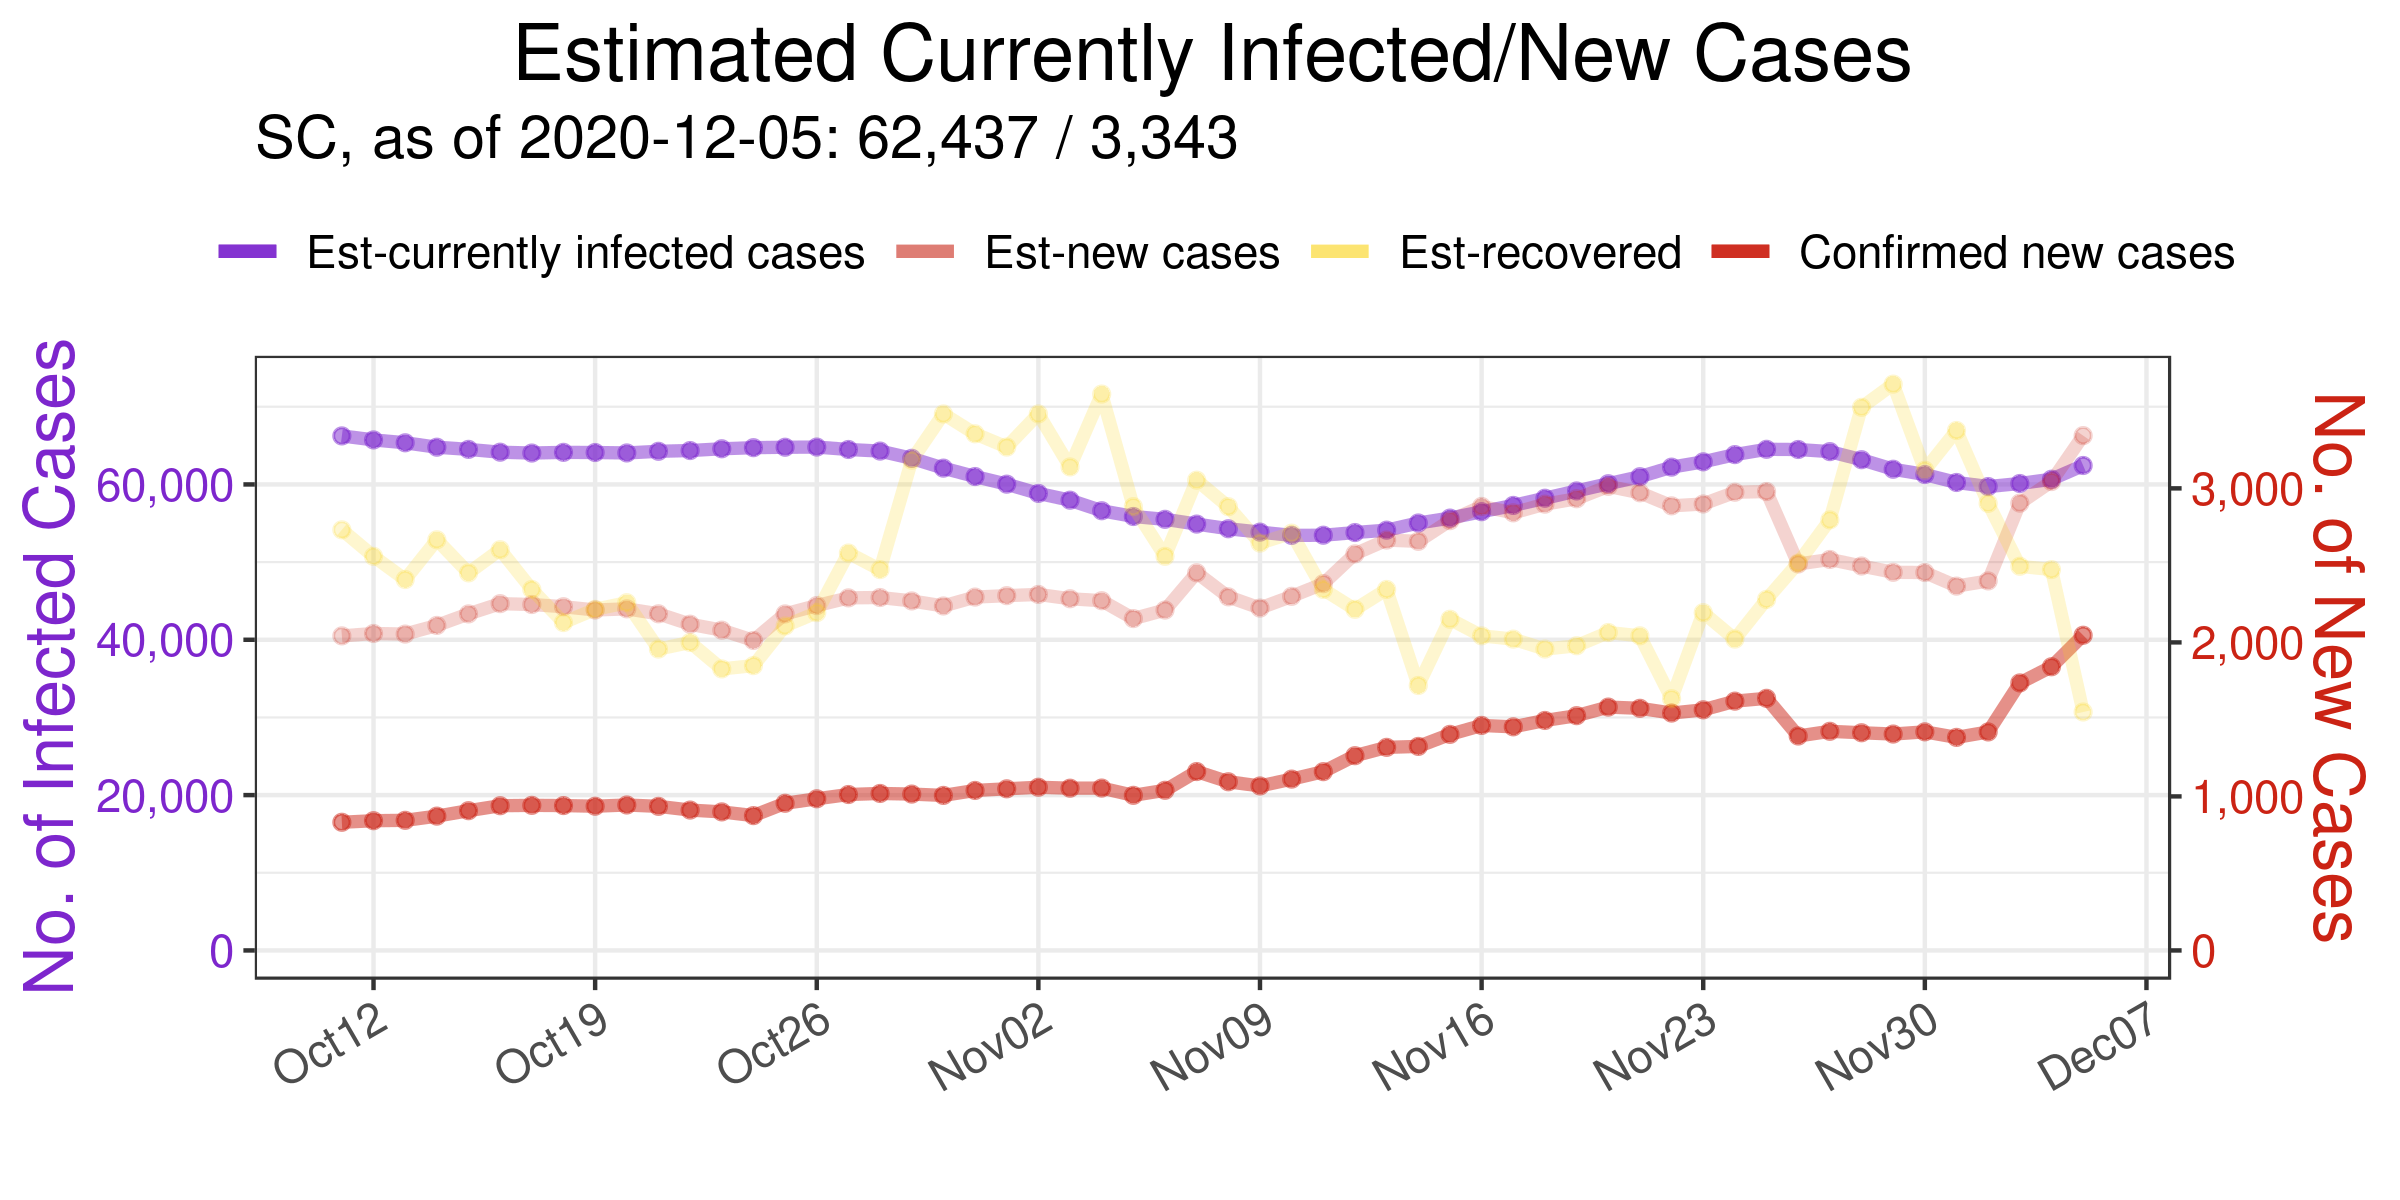 Estimated Currently Infected/New Cases
SC, as of 2020-12-05: 62,437 / 3,343
Est-currently infected cases Est-new cases Est-recovered Confirmed new cases
No. of Infected Cases
60,000
40,000
20,000
0
3,000
2,000
1,000
0
No. of New Cases
Oct12 Oct19 Oct26 Nov02 Nov09 Nov16 Nov23 Nov30 Dec07